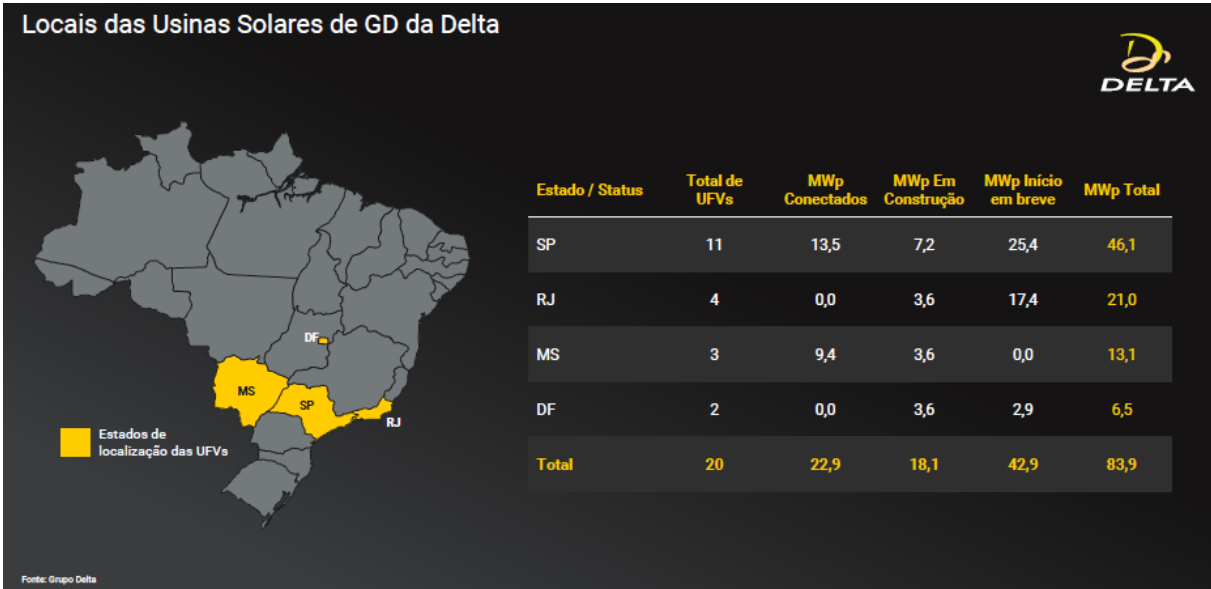 Locais das Usinas Solares de GD da Delta
DELTA
DF
MS
SP
RJ
Estados de
localização das UFVs
Estado / Status Total de UFVs MWp Conectados MWp Em Construção MWp Início em breve MWp Total
SP 11 13,5 7,2 25,4 46,1
RJ 4 0,0 3,6 17,4 21,0
MS 3 9,4 3,6 0,0 13,1
DF 2 0,0 3,6 2,9 6,5
Total 20 22,9 18,1 42,9 83,9
Fonte: Grupo Delta